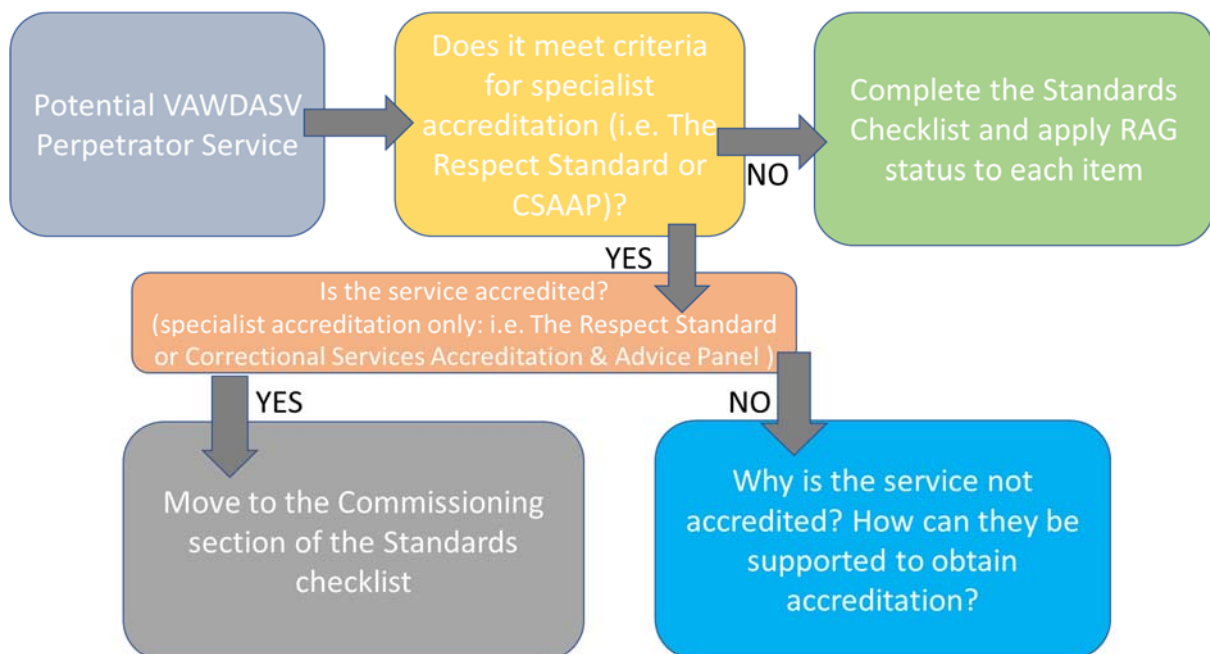 Potential VAWDASV
Perpetrator Service
Does it meet criteria
for specialist
accreditation (i.e. The
Respect Standard or
CSAAP)?
NO
Complete the Standards
Checklist and apply RAG
status to each item
YES
Is the service accredited?
(specialist accreditation only: i.e. The Respect Standard
or Correctional Services Accreditation & Advice Panel )
YES
NO
Move to the Commissioning
section of the Standards
checklist
Why is the service not
accredited? How can they be
supported to obtain
accreditation?